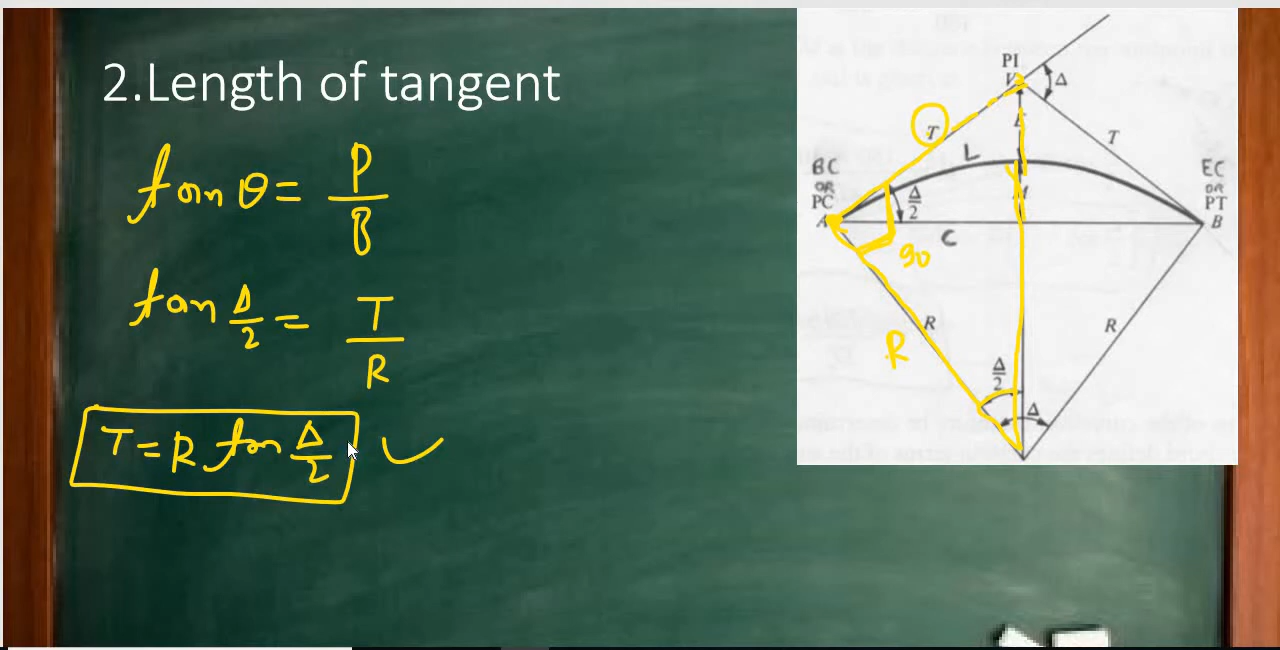 2.Length of tangent
tan θ = P/B
tan Δ/2 = T/R
T = R tan Δ/2
PI
V
Δ
T
T
E
L
BC
OR
PC
A
Δ/2
M
EC
OR
PT
B
C
90
R
R
R
Δ/2
Δ